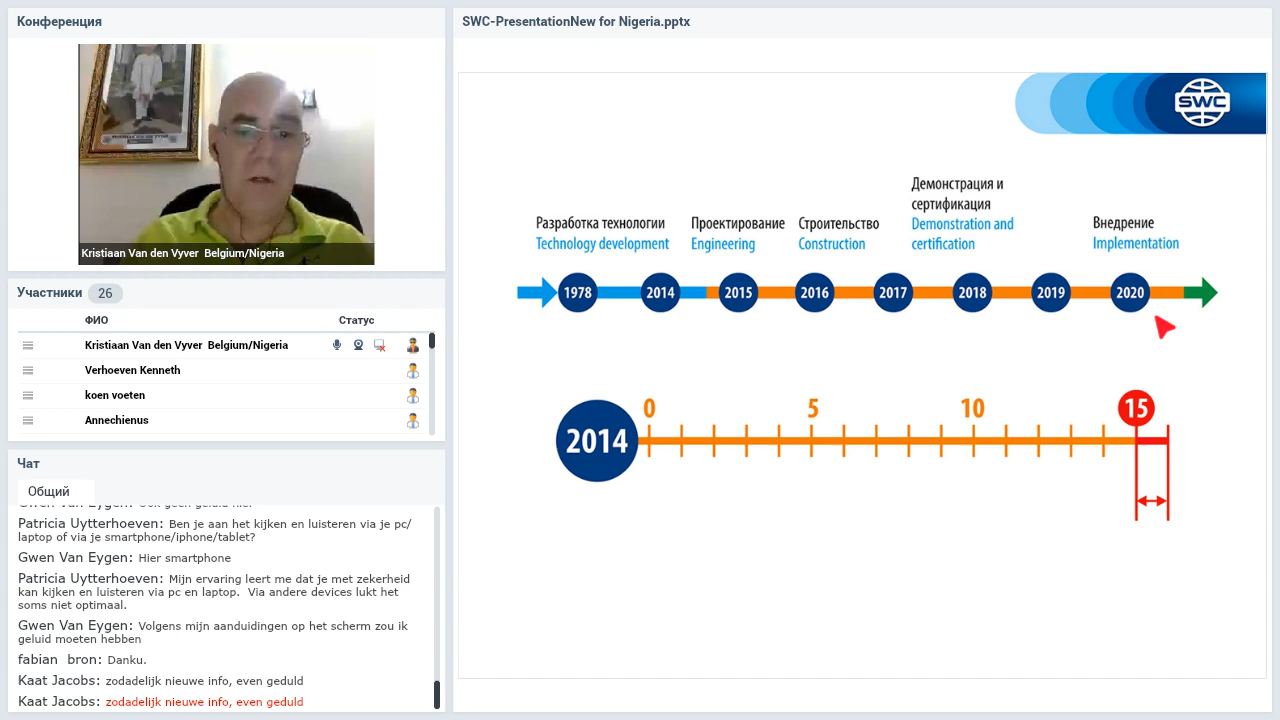 Конференция
Kristiaan Van den Vyver  Belgium/Nigeria
Участники 26
ФИО Статус
Kristiaan Van den Vyver  Belgium/Nigeria
Verhoeven Kenneth
koen voeten
Annechienus
Чат
Общий
Patricia Uytterhoeven: Ben je aan het kijken en luisteren via je pc/
laptop of via je smartphone/iphone/tablet?
Gwen Van Eygen: Hier smartphone
Patricia Uytterhoeven: Mijn ervaring leert me dat je met zekerheid
kan kijken en luisteren via pc en laptop.  Via andere devices lukt het
soms niet optimaal.
Gwen Van Eygen: Volgens mijn aanduidingen op het scherm zou ik
geluid moeten hebben
fabian  bron: Danku.
Kaat Jacobs: zodadelijk nieuwe info, even geduld
Kaat Jacobs: zodadelijk nieuwe info, even geduld
SWC-PresentationNew for Nigeria.pptx
SWC
Разработка технологии
Technology development
Проектирование
Engineering
Строительство
Construction
Демонстрация и
сертификация
Demonstration and
certification
Внедрение
Implementation
1978 2014 2015 2016 2017 2018 2019 2020
0 5 10 15
2014